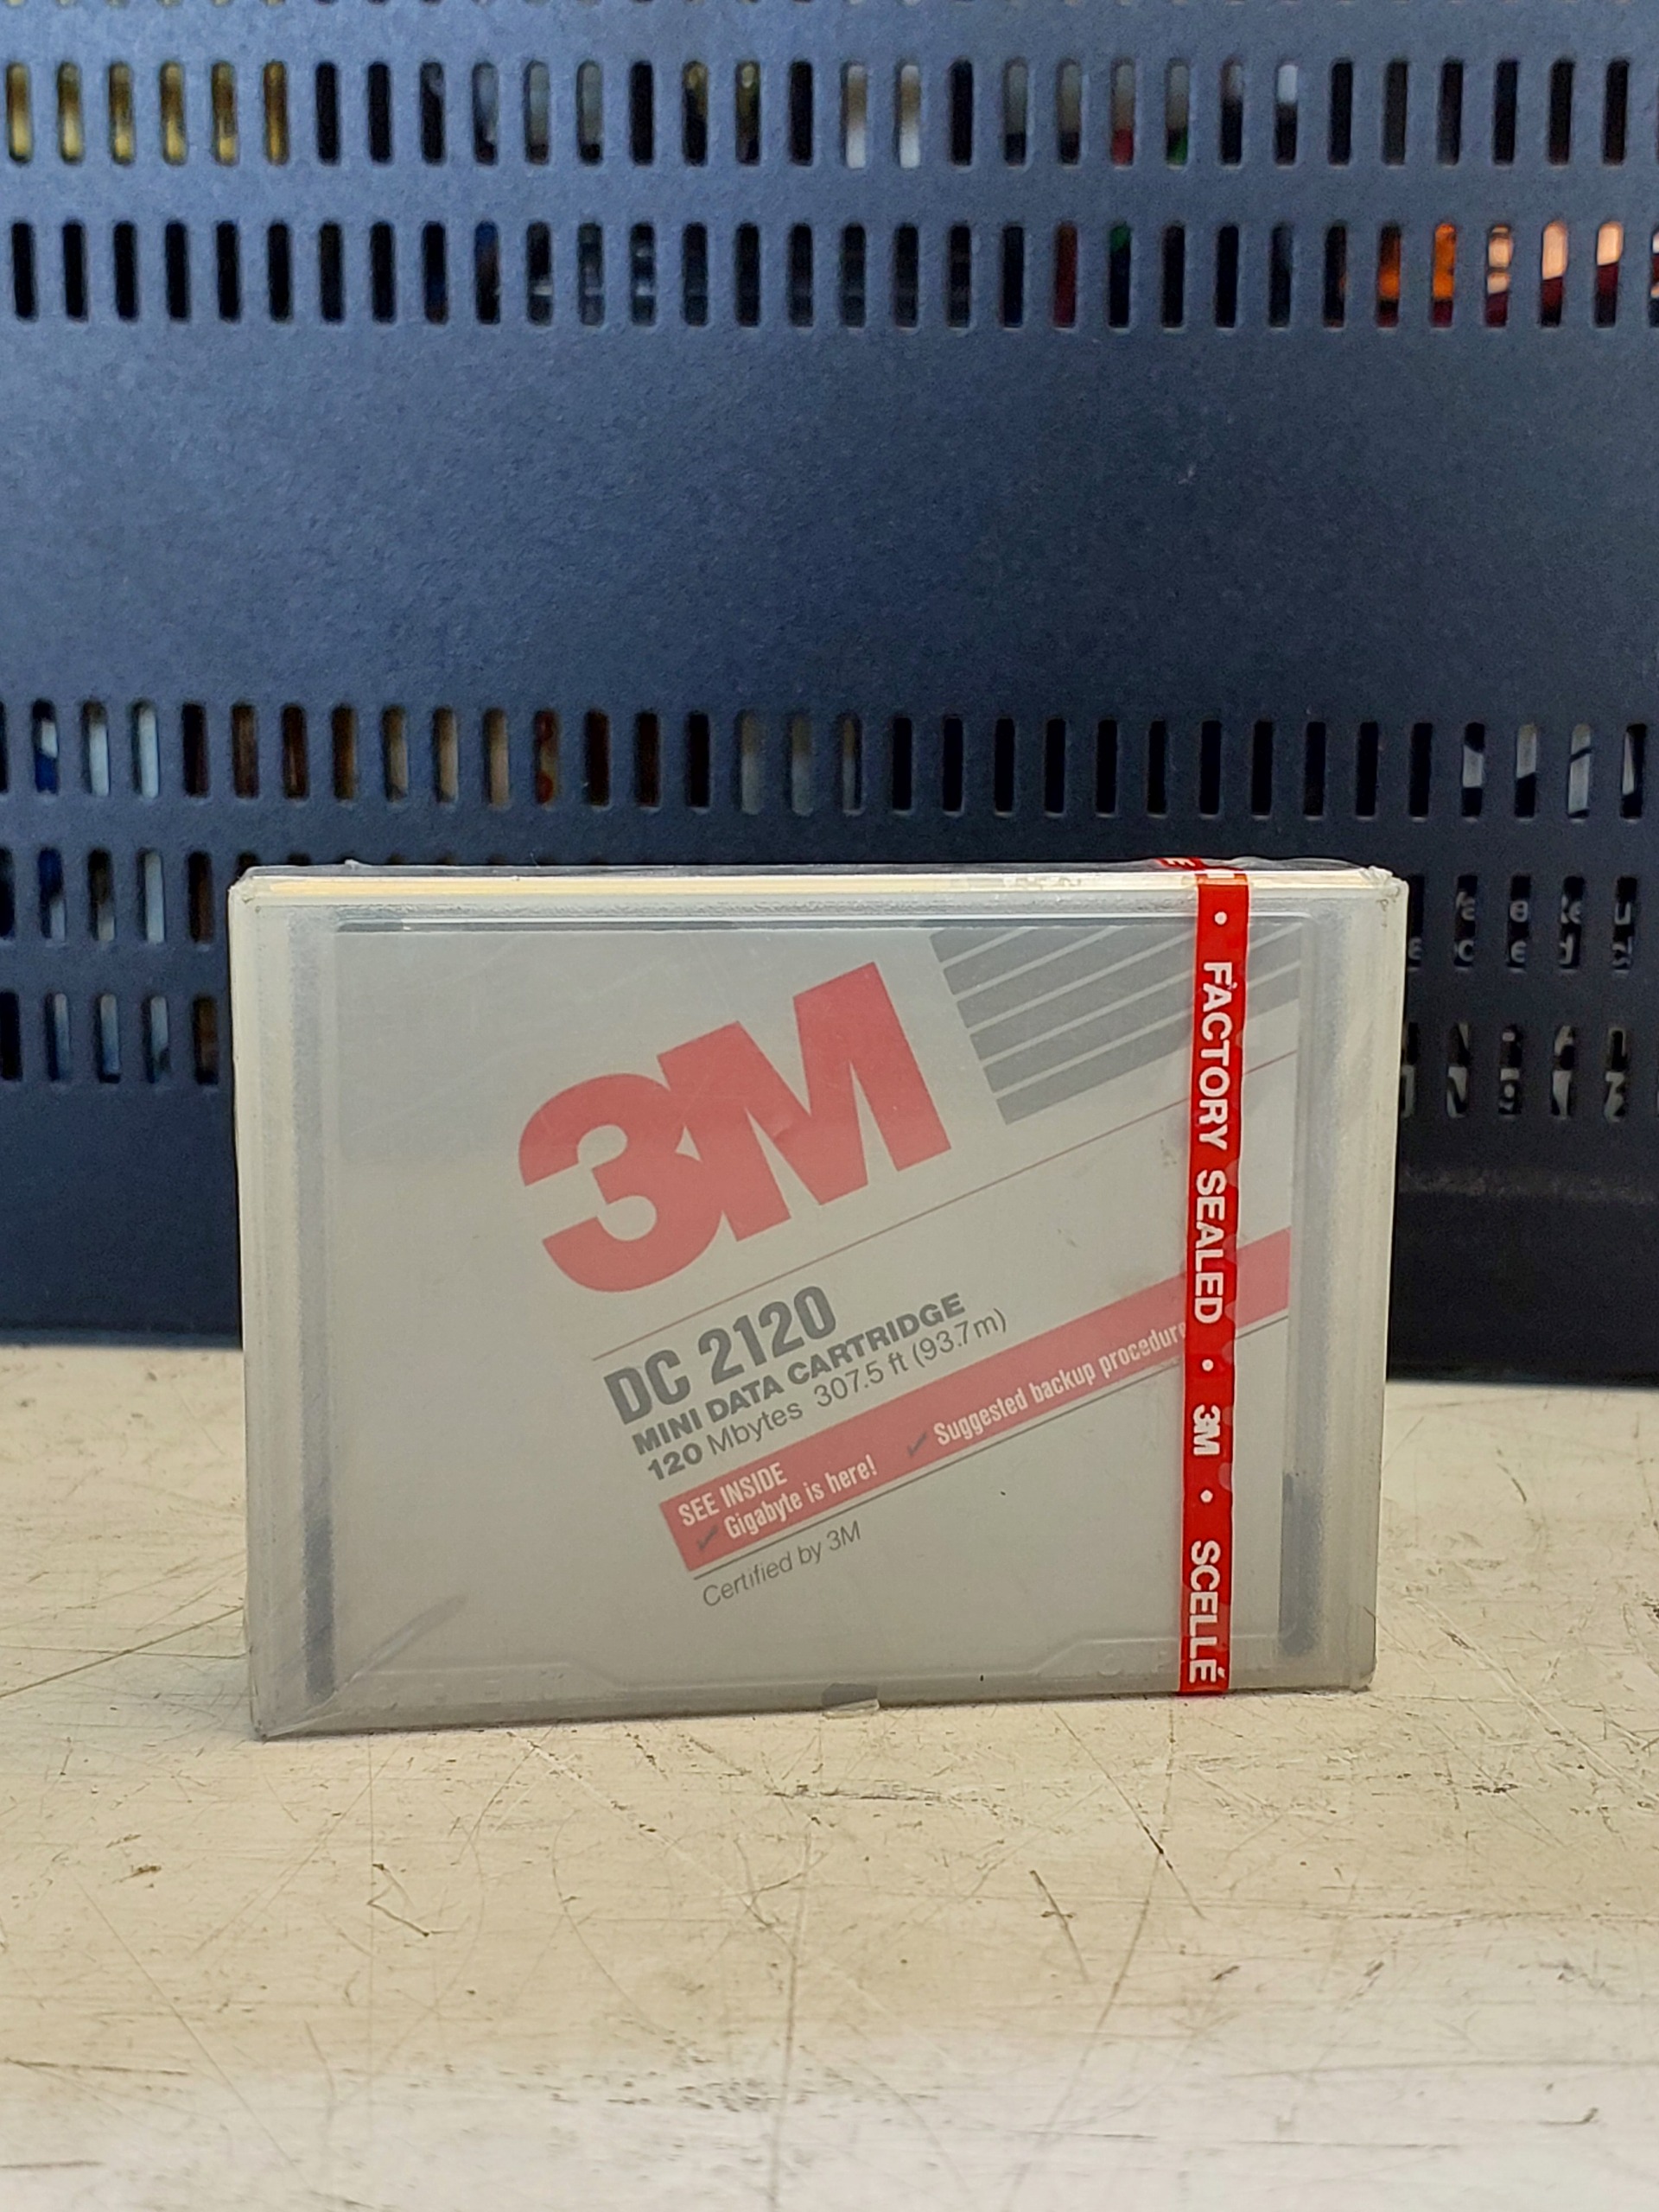 3M
DC 2120
MINI DATA CARTRIDGE
120 Mbytes 307.5 ft (93.7m)
SEE INSIDE
✓ Gigabyte is here! ✓ Suggested backup procedure
Certified by 3M
• FACTORY SEALED • 3M • SCELLÉ